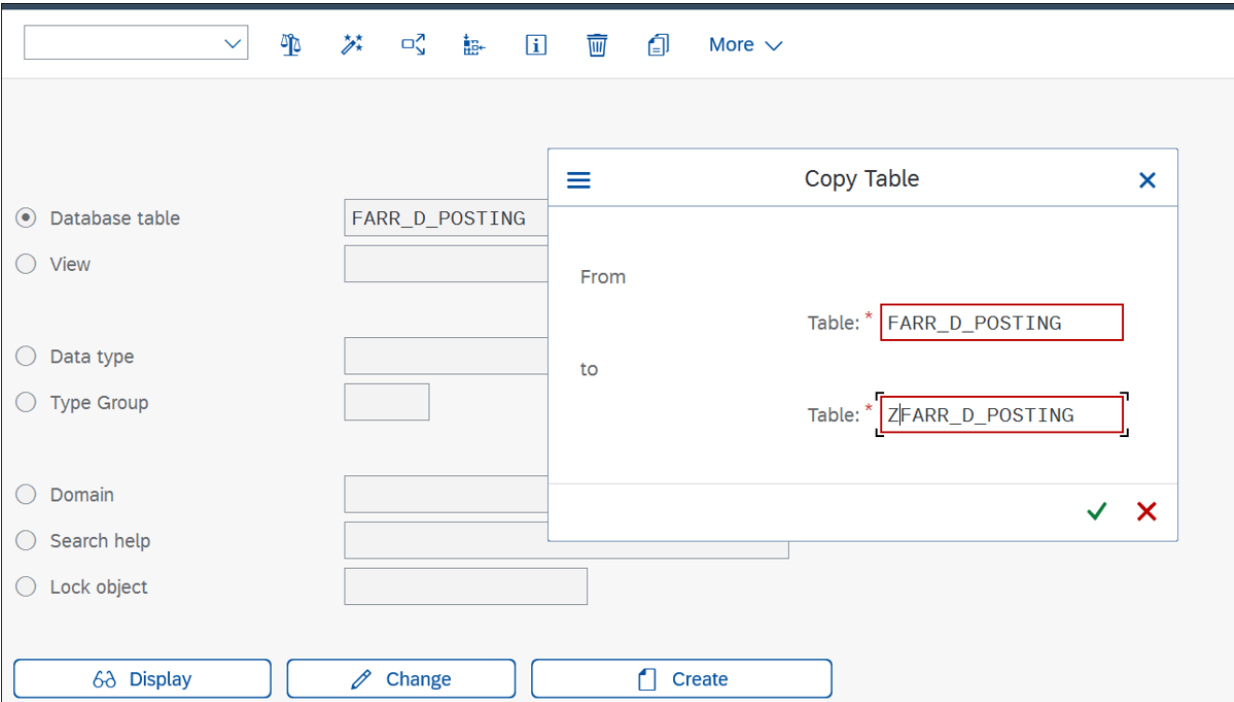 More
Copy Table
Database table FARR_D_POSTING
View
From
Table: * FARR_D_POSTING
Data type
to
Type Group
Table: * ZFARR_D_POSTING
Domain
Search help
Lock object
Display Change Create